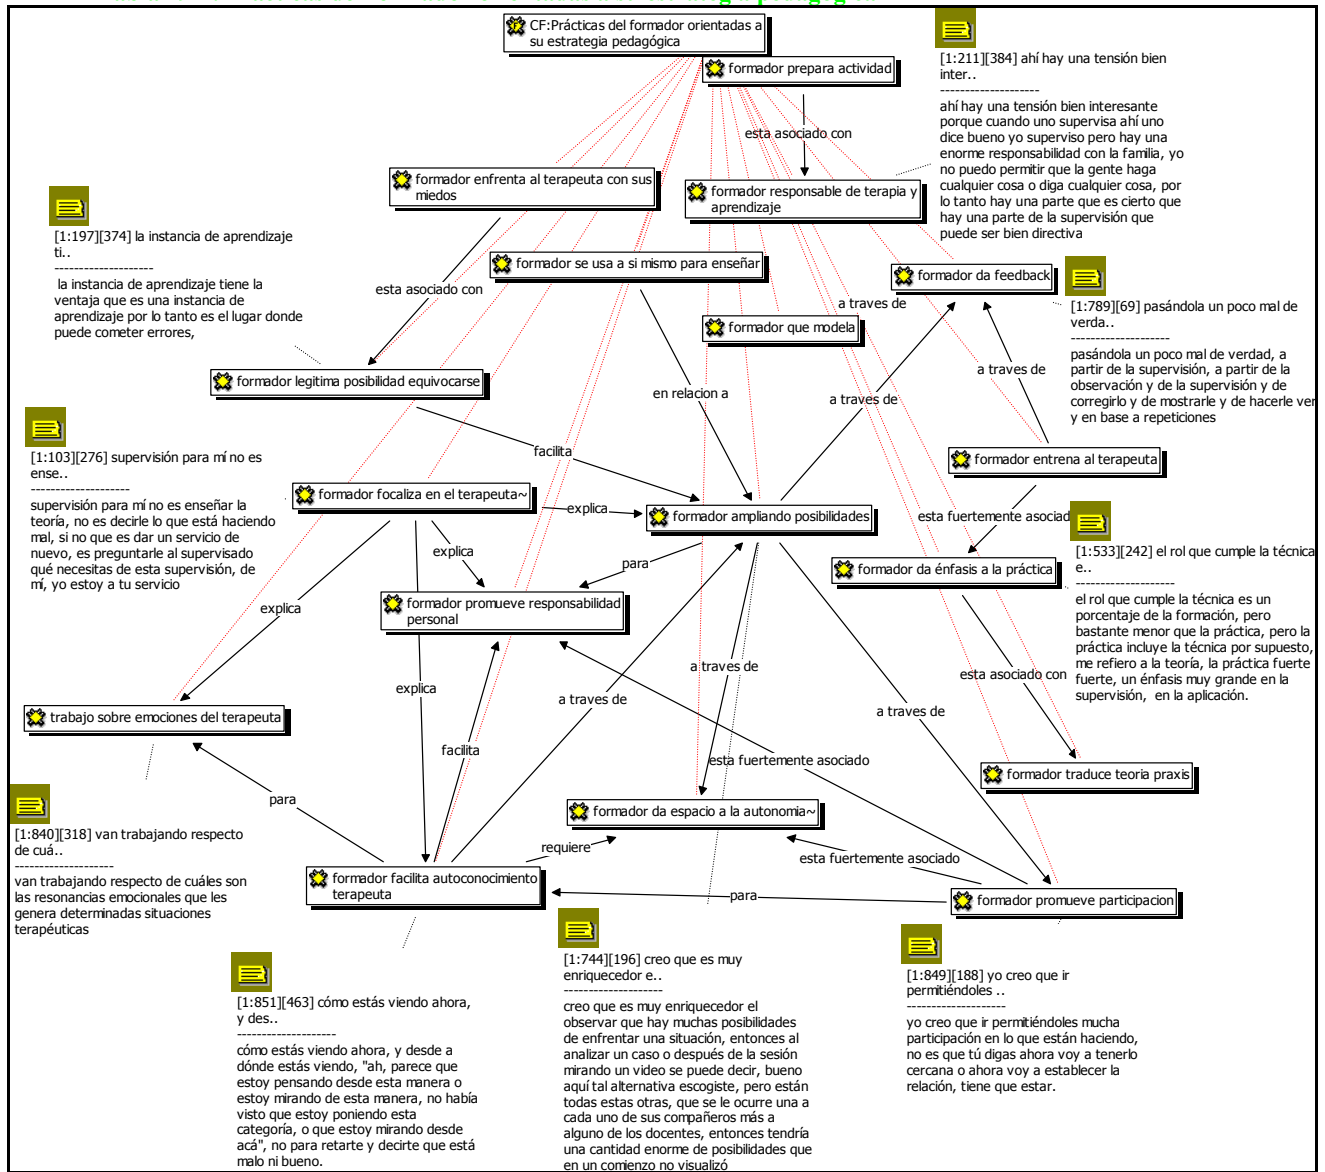 CF:Prácticas del formador orientadas a
su estrategia pedagógica
formador prepara actividad
[1:211][384] ahí hay una tensión bien
inter..
--------------------
ahí hay una tensión bien interesante
porque cuando uno supervisa ahí uno
dice bueno yo superviso pero hay una
enorme responsabilidad con la familia, yo
no puedo permitir que la gente haga
cualquier cosa o diga cualquier cosa, por
lo tanto hay una parte que es cierto que
hay una parte de la supervisión que
puede ser bien directiva
esta asociado con
formador enfrenta al terapeuta con sus
miedos
formador responsable de terapia y
aprendizaje
[1:197][374] la instancia de aprendizaje
ti..
--------------------
la instancia de aprendizaje tiene la
ventaja que es una instancia de
aprendizaje por lo tanto es el lugar donde
puede cometer errores,
formador se usa a si mismo para enseñar
formador da feedback
esta asociado con
a traves de
formador que modela
[1:789][69] pasándola un poco mal de
verda..
--------------------
pasándola un poco mal de verdad, a
partir de la supervisión, a partir de la
observación y de la supervisión y de
corregirlo y de mostrarle y de hacerle ver
y en base a repeticiones
formador legitima posibilidad equivocarse
en relacion a
a traves de
a traves de
[1:103][276] supervisión para mí no es
ense..
--------------------
supervisión para mí no es enseñar la
teoría, no es decirle lo que está haciendo
mal, si no que es dar un servicio de
nuevo, es preguntarle al supervisado
qué necesitas de esta supervisión, de
mí, yo estoy a tu servicio
facilita
formador entrena al terapeuta
formador focaliza en el terapeuta~
explica
formador ampliando posibilidades
esta fuertemente asociad
explica
para
formador da énfasis a la práctica
[1:533][242] el rol que cumple la técnica
e..
--------------------
el rol que cumple la técnica es un
porcentaje de la formación, pero
bastante menor que la práctica, pero la
práctica incluye la técnica por supuesto,
me refiero a la teoría, la práctica fuerte
fuerte, un énfasis muy grande en la
supervisión,  en la aplicación.
explica
formador promueve responsabilidad
personal
a traves de
esta asociado con
explica
a traves de
a traves de
trabajo sobre emociones del terapeuta
facilita
esta fuertemente asociado
formador traduce teoria praxis
para
formador da espacio a la autonomia~
[1:840][318] van trabajando respecto
de cuá..
--------------------
van trabajando respecto de cuáles son
las resonancias emocionales que les
genera determinadas situaciones
terapéuticas
requiere
esta fuertemente asociado
formador facilita autoconocimiento
terapeuta
para
formador promueve participacion
[1:851][463] cómo estás viendo ahora,
y des..
--------------------
cómo estás viendo ahora, y desde a
dónde estás viendo, "ah, parece que
estoy pensando desde esta manera o
estoy mirando de esta manera, no había
visto que estoy poniendo esta
categoría, o que estoy mirando desde
acá", no para retarte y decirte que está
malo ni bueno.
[1:744][196] creo que es muy
enriquecedor e..
--------------------
creo que es muy enriquecedor el
observar que hay muchas posibilidades
de enfrentar una situación, entonces al
analizar un caso o después de la sesión
mirando un video se puede decir, bueno
aquí tal alternativa escogiste, pero están
todas estas otras, que se le ocurre una a
cada uno de sus compañeros más a
alguno de los docentes, entonces tendría
una cantidad enorme de posibilidades que
en un comienzo no visualizó
[1:849][188] yo creo que ir
permitiéndoles ..
--------------------
yo creo que ir permitiéndoles mucha
participación en lo que están haciendo,
no es que tú digas ahora voy a tenerlo
cercana o ahora voy a establecer la
relación, tiene que estar.